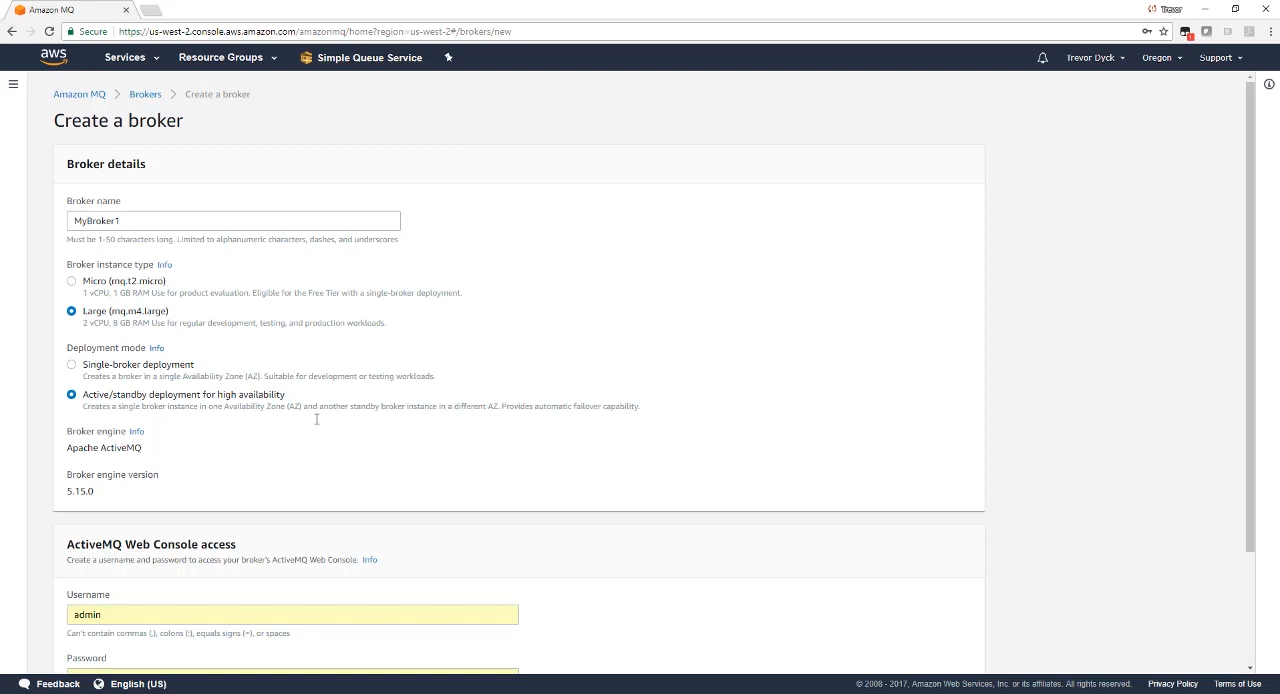 Amazon MQ
Trevor
Secure
https://us-west-2.console.aws.amazon.com/amazonmq/home?region=us-west-2#/brokers/new
aws
Services
Resource Groups
Simple Queue Service
Trevor Dyck
Oregon
Support
Amazon MQ
Brokers
Create a broker
Create a broker
Broker details
Broker name
MyBroker1
Must be 1-50 characters long. Limited to alphanumeric characters, dashes, and underscores
Broker instance type Info
Micro (mq.t2.micro)
1 vCPU, 1 GB RAM Use for product evaluation. Eligible for the Free Tier with a single-broker deployment.
Large (mq.m4.large)
2 vCPU, 8 GB RAM Use for regular development, testing, and production workloads.
Deployment mode Info
Single-broker deployment
Creates a broker in a single Availability Zone (AZ). Suitable for development or testing workloads.
Active/standby deployment for high availability
Creates a single broker instance in one Availability Zone (AZ) and another standby broker instance in a different AZ. Provides automatic failover capability.
Broker engine Info
Apache ActiveMQ
Broker engine version
5.15.0
ActiveMQ Web Console access
Create a username and password to access your broker's ActiveMQ Web Console. Info
Username
admin
Can't contain commas (,), colons (:), equals signs (=), or spaces
Password
Feedback
English (US)
© 2008 - 2017, Amazon Web Services, Inc. or its affiliates. All rights reserved.
Privacy Policy
Terms of Use